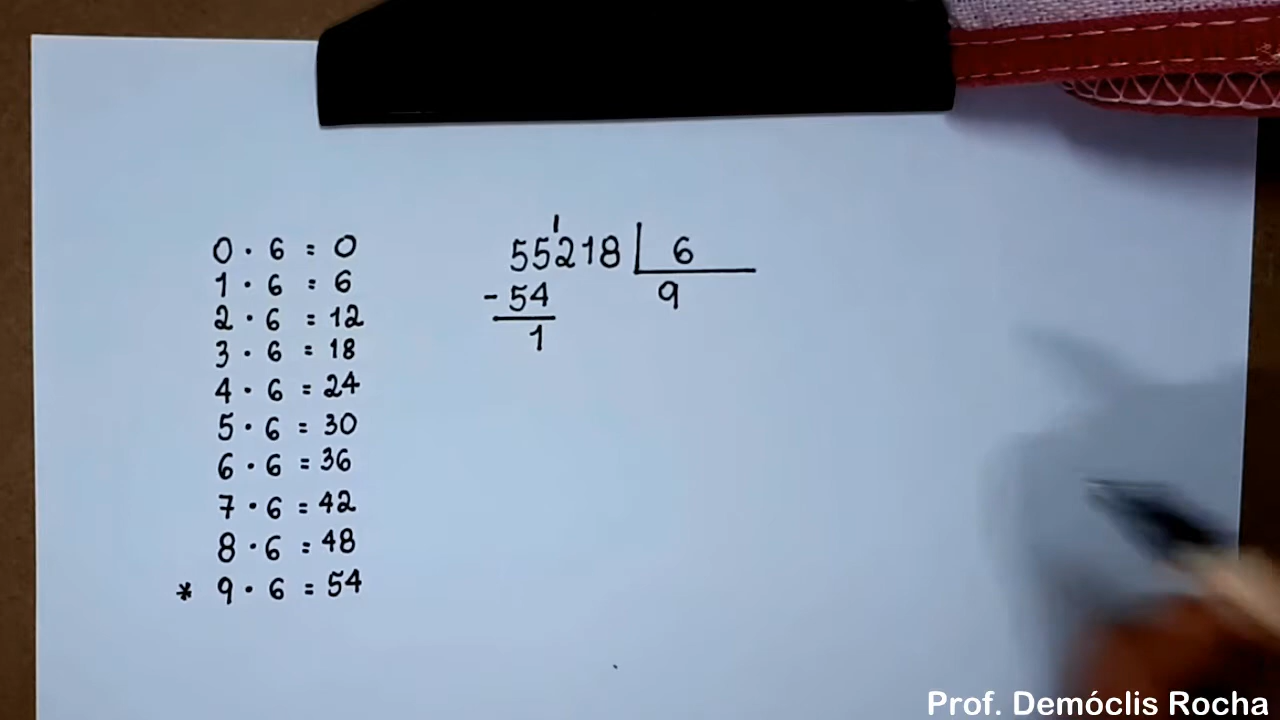 0 · 6 = 0
1 · 6 = 6
2 · 6 = 12
3 · 6 = 18
4 · 6 = 24
5 · 6 = 30
6 · 6 = 36
7 · 6 = 42
8 · 6 = 48
* 9 · 6 = 54
55'218 6
- 54 9
1
Prof. Demóclis Rocha